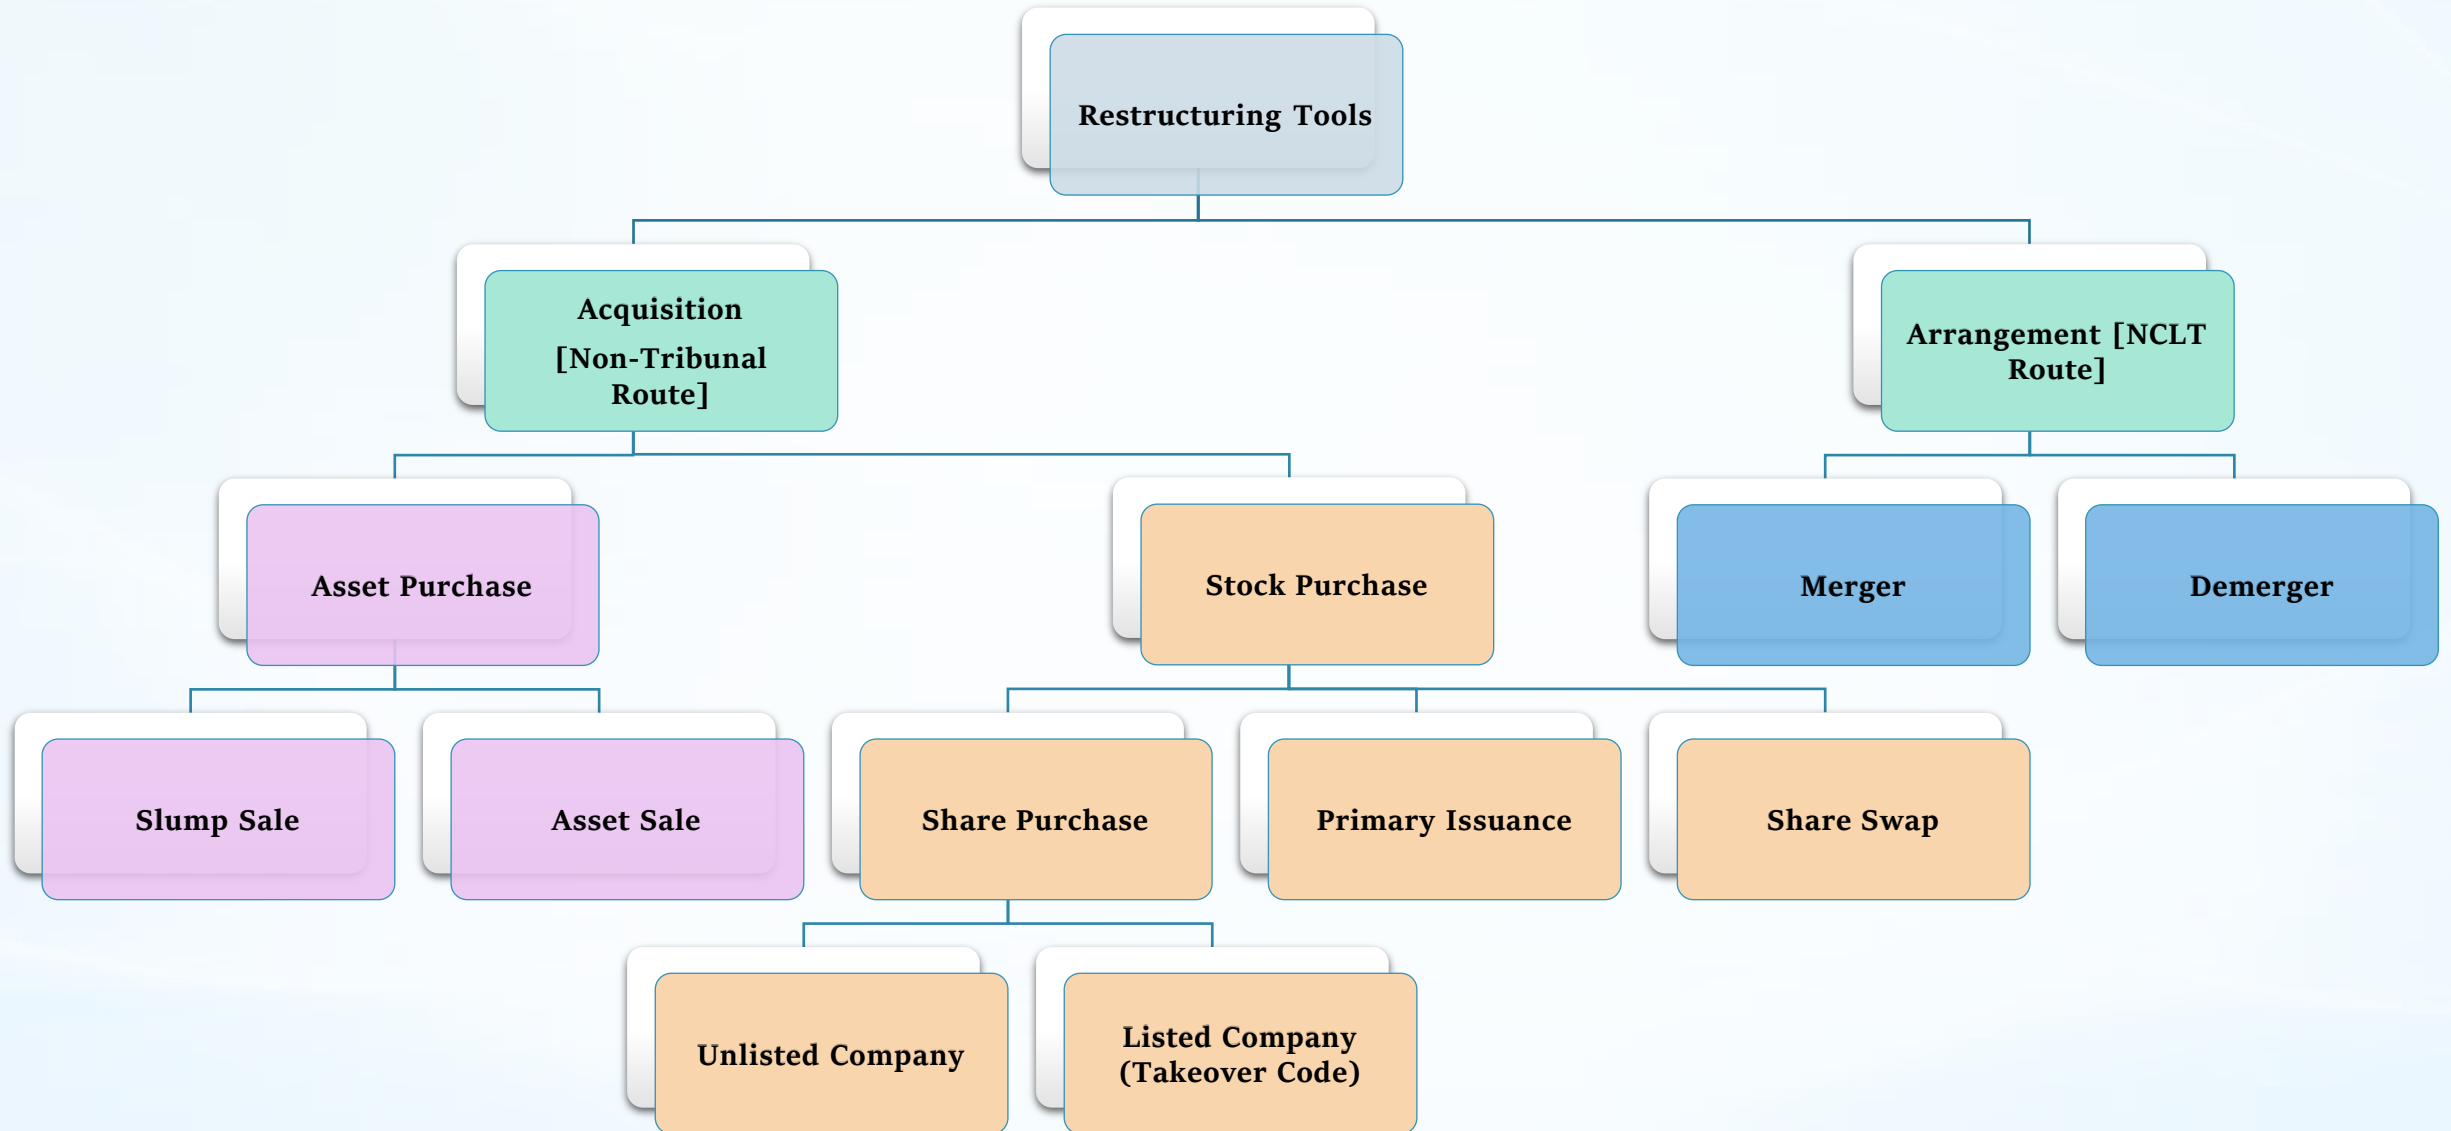 Restructuring Tools
Acquisition
[Non-Tribunal
Route]
Arrangement [NCLT
Route]
Asset Purchase
Stock Purchase
Merger
Demerger
Slump Sale
Asset Sale
Share Purchase
Primary Issuance
Share Swap
Unlisted Company
Listed Company
(Takeover Code)